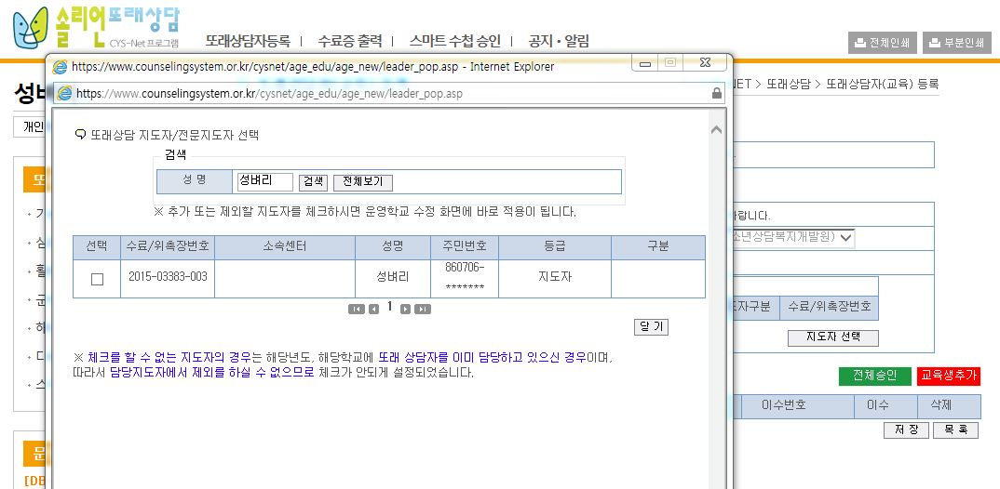 솔리언또래상담
CYS-Net 프로그램
또래상담자등록 | 수료증 출력 | 스마트 수첩 승인 | 공지·알림
전체인쇄 부분인쇄
https://www.counselingsystem.or.kr/cysnet/age_edu/age_new/leader_pop.asp - Internet Explorer
https://www.counselingsystem.or.kr/cysnet/age_edu/age_new/leader_pop.asp
성벼
NET > 또래상담 > 또래상담자(교육) 등록
개인
또래상담 지도자/전문지도자 선택
검색
성 명 성벼리 검색 전체보기
※ 추가 또는 제외할 지도자를 체크하시면 운영학교 수정 화면에 바로 적용이 됩니다.
랍니다.
소년상담복지개발원)
선택 수료/위촉장번호 소속센터 성명 주민번호 등급 구분
2015-03383-003 성벼리 860706-******* 지도자
1
닫 기
도자구분 수료/위촉장번호
지도자 선택
※ 체크를 할 수 없는 지도자의 경우는 해당년도, 해당학교에 또래 상담자를 이미 담당하고 있으신 경우이며,
따라서 담당지도자에서 제외를 하실 수 없으므로 체크가 안되게 설정되었습니다.
전체승인 교육생추가
이수번호 이수 삭제
저 장 목 록
문
[DB